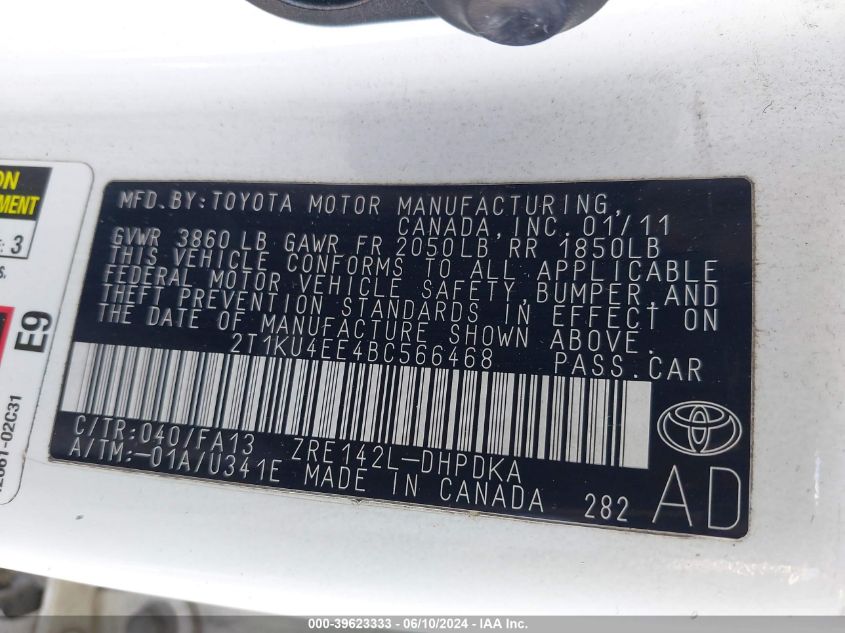 ON
MENT
E: 3
S.
E9
MFD. BY: TOYOTA MOTOR MANUFACTURING,
CANADA, INC. 01/11
GVWR 3860 LB GAWR FR 2050LB RR 1850LB
THIS VEHICLE CONFORMS TO ALL APPLICABLE
FEDERAL MOTOR VEHICLE SAFETY, BUMPER, AND
THEFT PREVENTION STANDARDS IN EFFECT ON
THE DATE OF MANUFACTURE SHOWN ABOVE.
2T1KU4EE4BC566468 PASS.CAR
C/TR: 040/FA13 ZRE142L-DHPDKA
A/TM: -01A/U341E MADE IN CANADA 282
AD
000-39623333 - 06/10/2024 - IAA Inc.